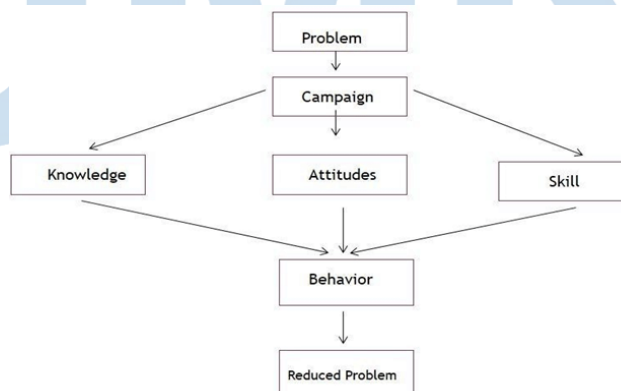 Problem
Campaign
Knowledge
Attitudes
Skill
Behavior
Reduced Problem